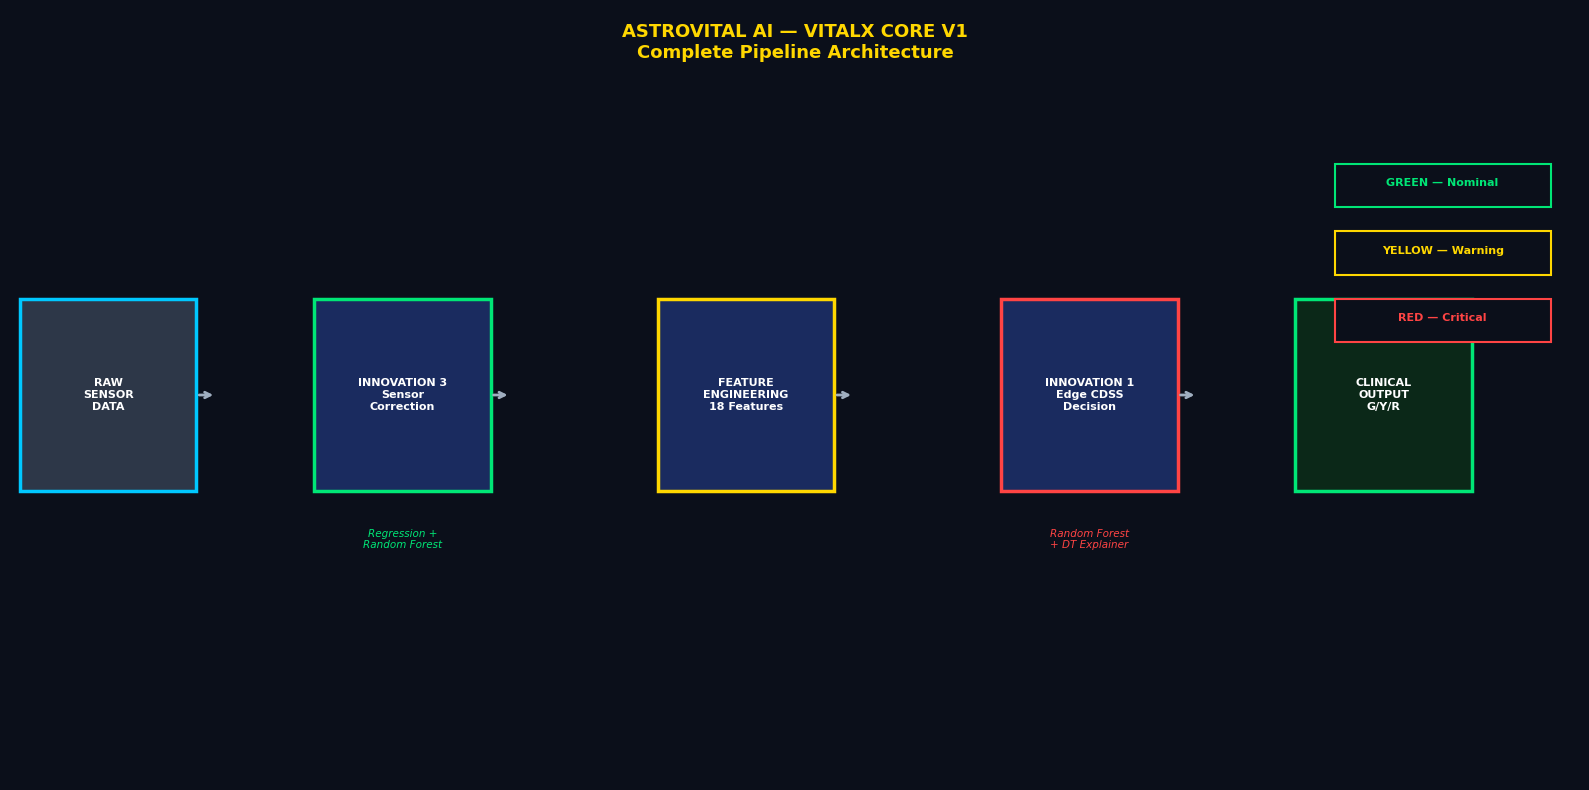 ASTROVITAL AI — VITALX CORE V1
Complete Pipeline Architecture
GREEN — Nominal
YELLOW — Warning
RED — Critical
RAW
SENSOR
DATA
INNOVATION 3
Sensor
Correction
FEATURE
ENGINEERING
18 Features
INNOVATION 1
Edge CDSS
Decision
CLINICAL
OUTPUT
G/Y/R
Regression +
Random Forest
Random Forest
+ DT Explainer